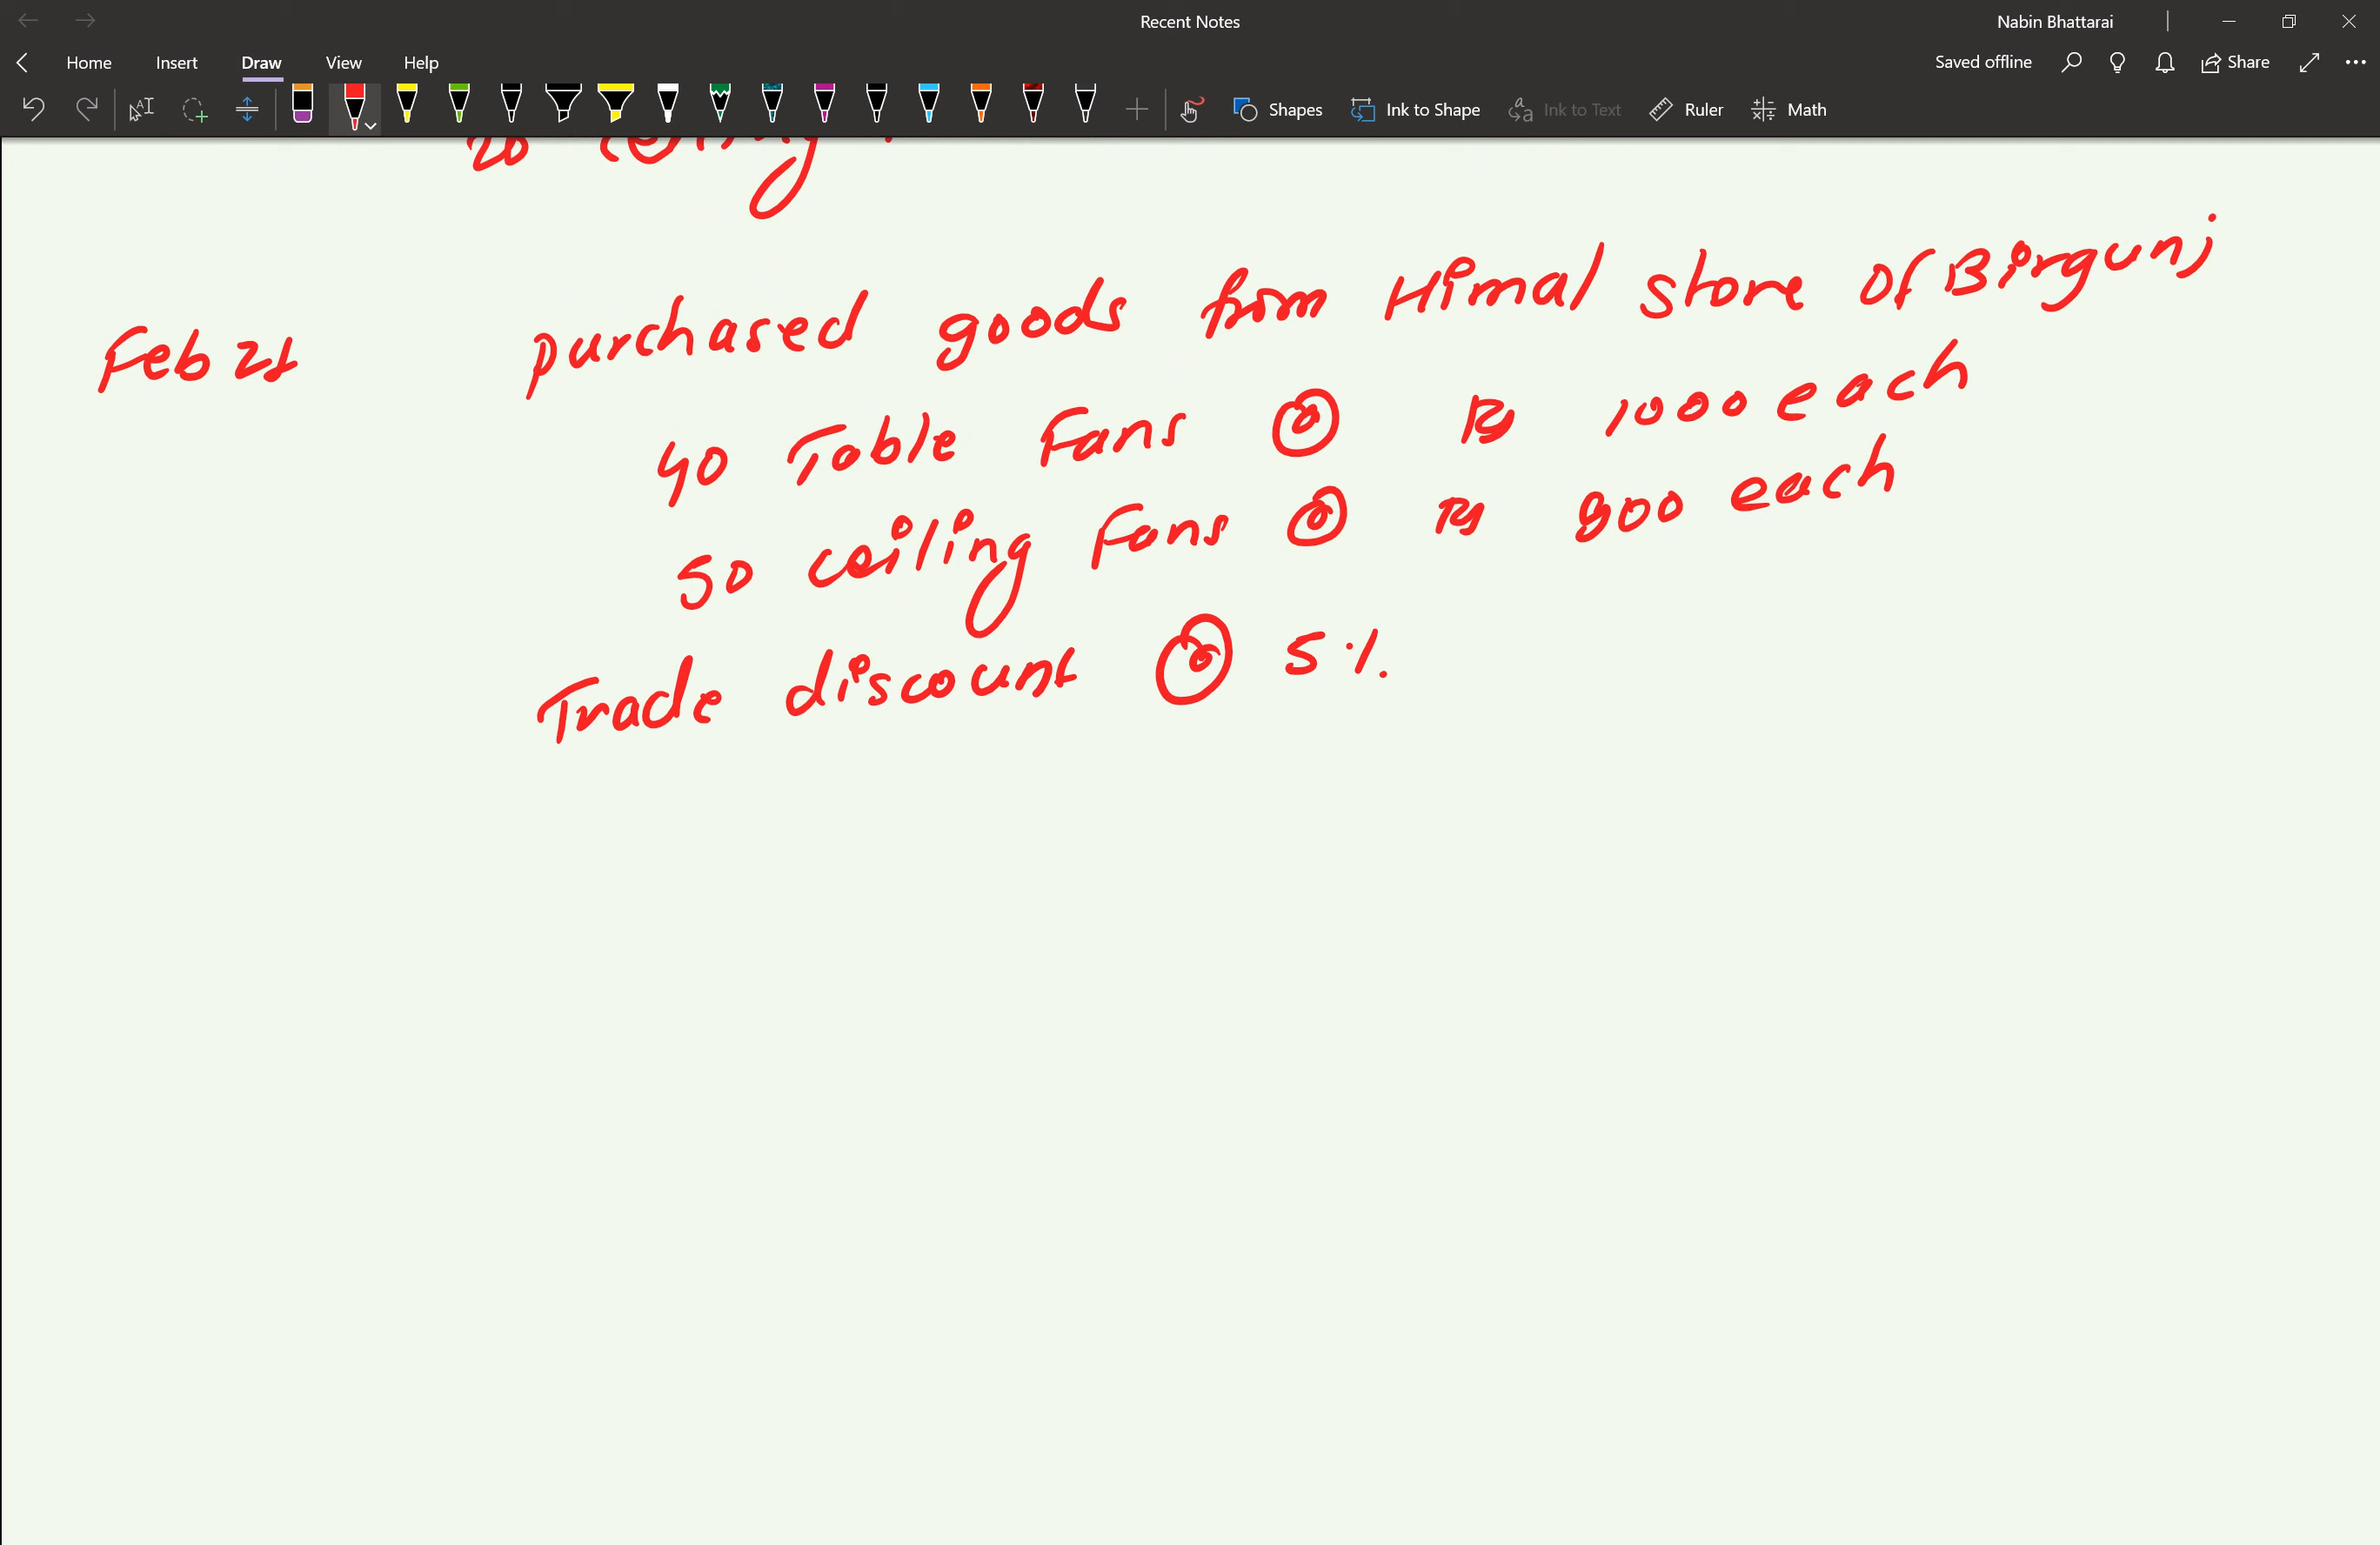 Recent Notes
Nabin Bhattarai
Home Insert Draw View Help
Saved offline
Share
Shapes Ink to Shape Ink to Text Ruler Math
Feb 21 purchased goods from Himal store of Birgunj
40 Table Fans @ Rs 1000 each
50 ceiling Fans @ Rs 900 each
Trade discount @ 5%.